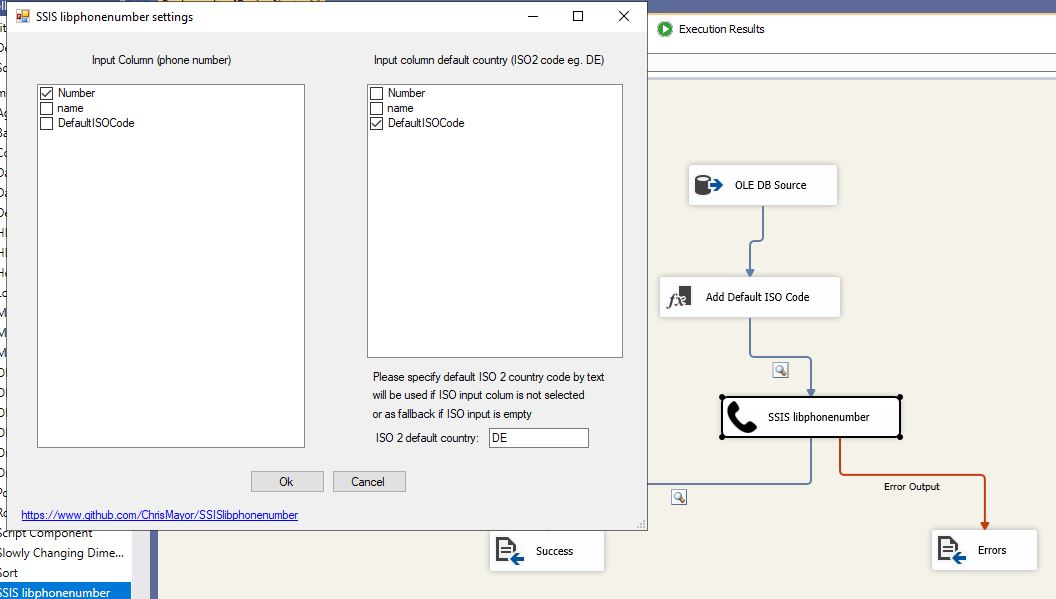 SSIS libphonenumber settings
Execution Results
Input Column (phone number)
Input column default country (ISO2 code eg. DE)
Number
name
DefaultISOCode
Number
name
DefaultISOCode
Please specify default ISO 2 country code by text
will be used if ISO input colum is not selected
or as fallback if ISO input is empty
ISO 2 default country:
DE
Ok
Cancel
https://www.github.com/ChrisMayor/SSISlibphonenumber
OLE DB Source
Add Default ISO Code
SSIS libphonenumber
Error Output
Success
Errors
Script Component
Slowly Changing Dime...
Sort
SSIS libphonenumber